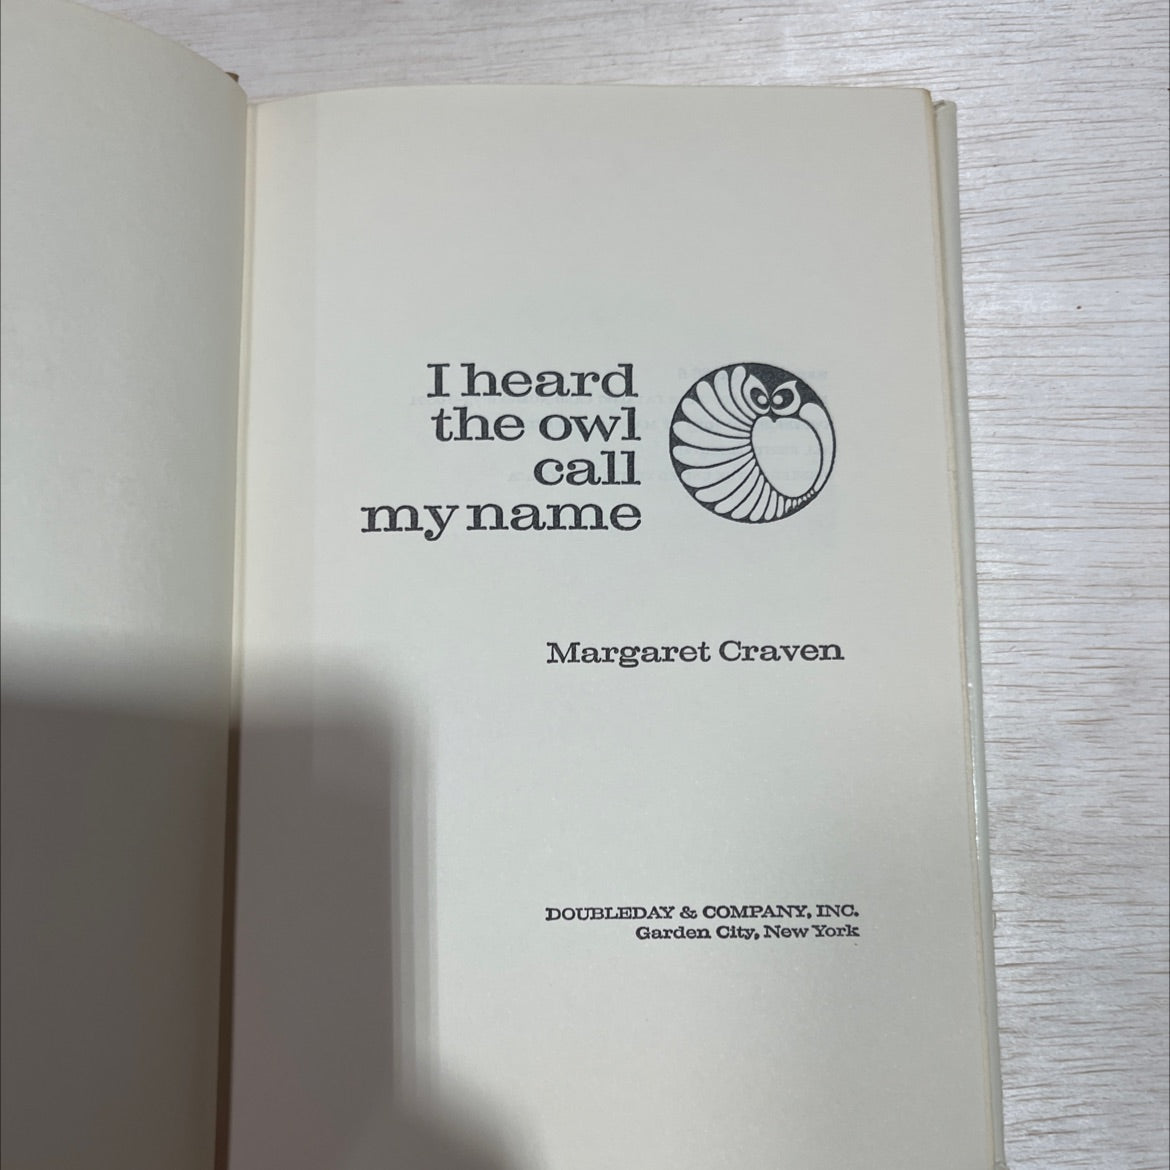 I heard
the owl
call
my name
Margaret Craven
DOUBLEDAY & COMPANY, INC.
Garden City, New York